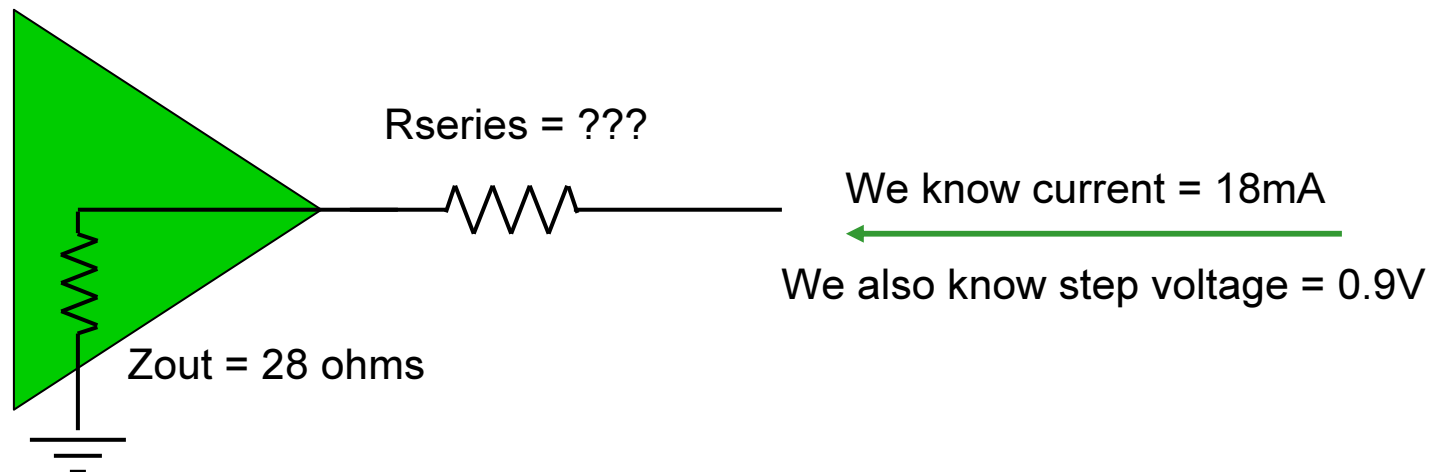 Rseries = ???
We know current = 18mA
We also know step voltage = 0.9V
Zout = 28 ohms